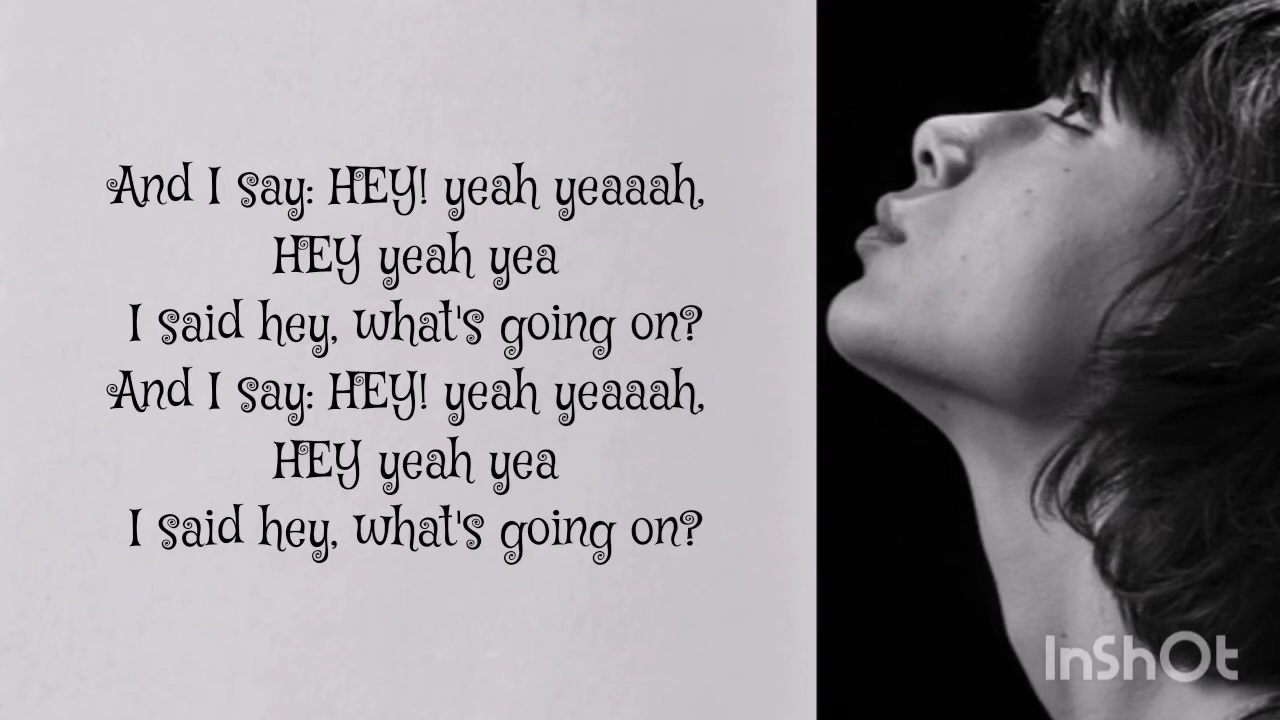 And I say: HEY! yeah yeaaah,
HEY yeah yea
I said hey, what's going on?
And I say: HEY! yeah yeaaah,
HEY yeah yea
I said hey, what's going on?
InShOt